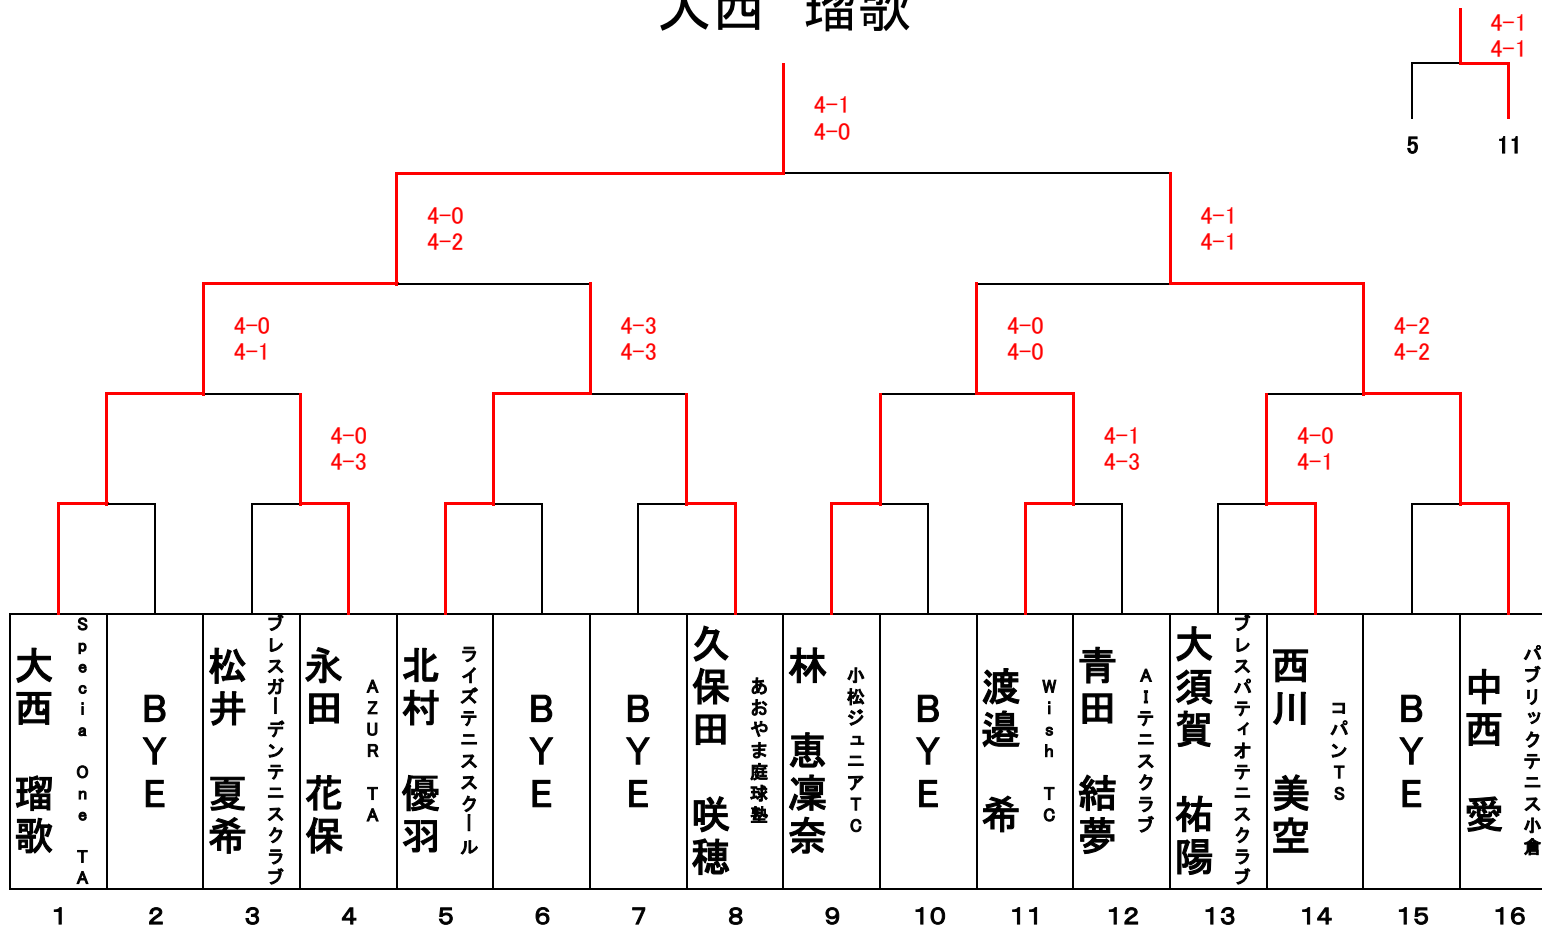 大西 瑠歌
4-1
4-1
4-1
4-0
5
11
4-0
4-2
4-1
4-1
4-0
4-1
4-3
4-3
4-0
4-0
4-2
4-2
4-0
4-3
4-1
4-3
4-0
4-1
大西 瑠歌
Special One TA
BYE
松井 夏希
ブレスガーデンテニスクラブ
永田 花保
AZUR TA
北村 優羽
ライズテニススクール
BYE
BYE
久保田 咲穂
あおやま庭球塾
林 恵凜奈
小松ジュニアTC
BYE
渡邉 希
Wish TC
青田 結夢
AIテニスクラブ
大須賀 祐陽
ブレスパティオテニスクラブ
西川 美空
コパンTS
BYE
中西 愛
パブリックテニス小倉
1
2
3
4
5
6
7
8
9
10
11
12
13
14
15
16